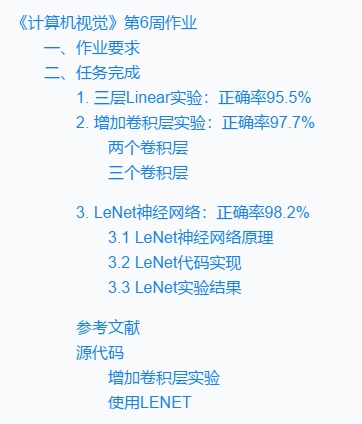 《计算机视觉》第6周作业
一、作业要求
二、任务完成
1. 三层Linear实验：正确率95.5%
2. 增加卷积层实验：正确率97.7%
两个卷积层
三个卷积层
3. LeNet神经网络：正确率98.2%
3.1 LeNet神经网络原理
3.2 LeNet代码实现
3.3 LeNet实验结果
参考文献
源代码
增加卷积层实验
使用LENET